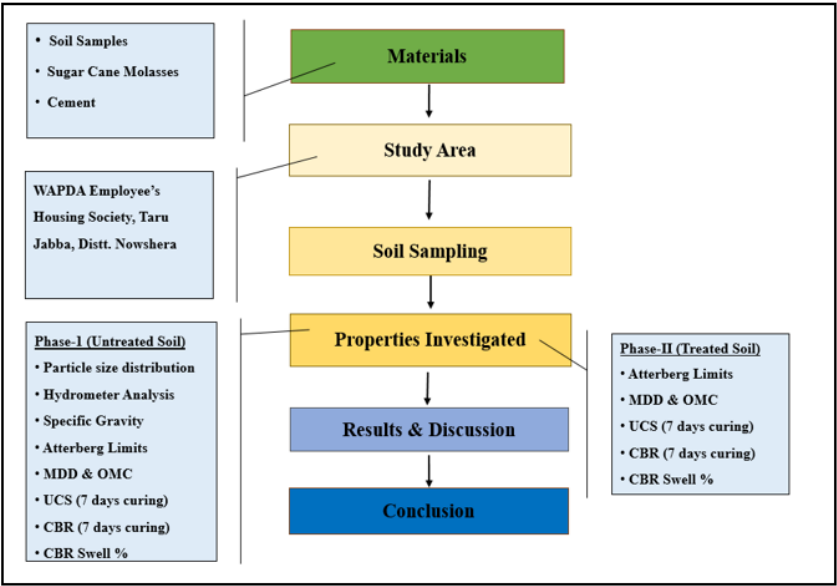 • Soil Samples
• Sugar Cane Molasses
• Cement
Materials
Study Area
WAPDA Employee's
Housing Society, Taru
Jabba, Distt. Nowshera
Soil Sampling
Properties Investigated
Phase-1 (Untreated Soil)
• Particle size distribution
• Hydrometer Analysis
• Specific Gravity
• Atterberg Limits
• MDD & OMC
• UCS (7 days curing)
• CBR (7 days curing)
• CBR Swell %
Phase-II (Treated Soil)
• Atterberg Limits
• MDD & OMC
• UCS (7 days curing)
• CBR (7 days curing)
• CBR Swell %
Results & Discussion
Conclusion